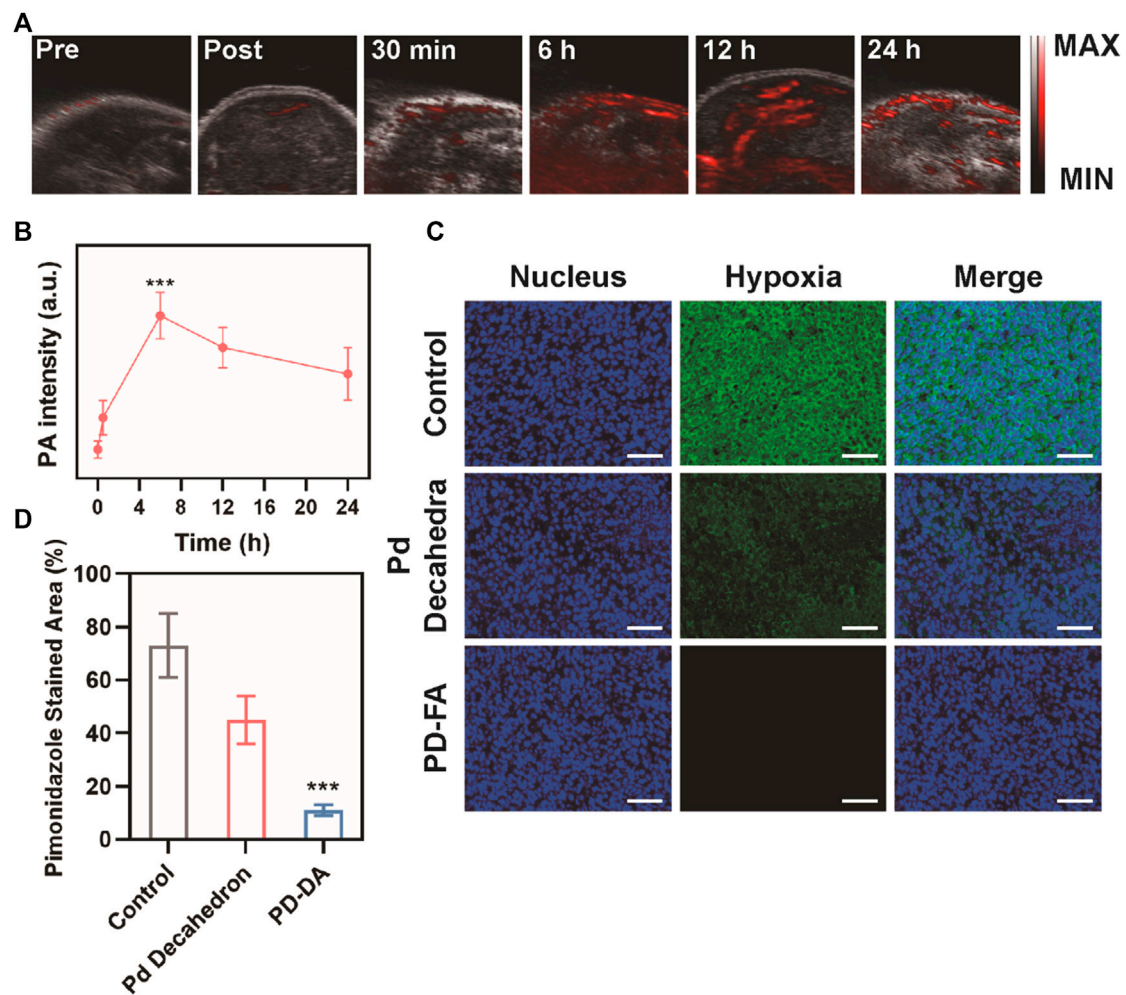 A
Pre
Post
30 min
6 h
12 h
24 h
MAX
MIN
B
PA intensity (a.u.)
0 4 8 12 16 20 24
Time (h)
***
C
Nucleus
Hypoxia
Merge
Control
Pd
Decahedra
PD-FA
D
Pimonidazole Stained Area (%)
100
80
60
40
20
0
***
Control
Pd Decahedron
PD-DA